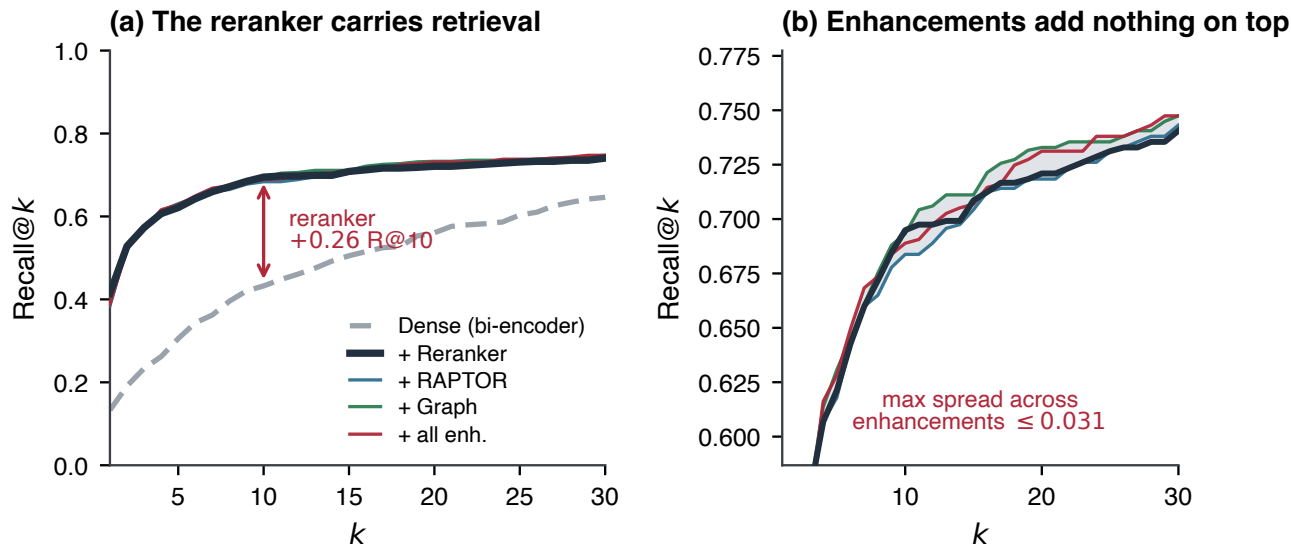 (a) The reranker carries retrieval
Recall@k
1.0
0.8
0.6
0.4
0.2
0.0
reranker
+0.26 R@10
Dense (bi-encoder)
+ Reranker
+ RAPTOR
+ Graph
+ all enh.
5 10 15 20 25 30
k
(b) Enhancements add nothing on top
Recall@k
0.775
0.750
0.725
0.700
0.675
0.650
0.625
0.600
max spread across
enhancements ≤ 0.031
10 20 30
k